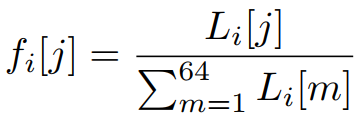 f_i[j] = \frac{L_i[j]}{\sum_{m=1}^{64} L_i[m]}